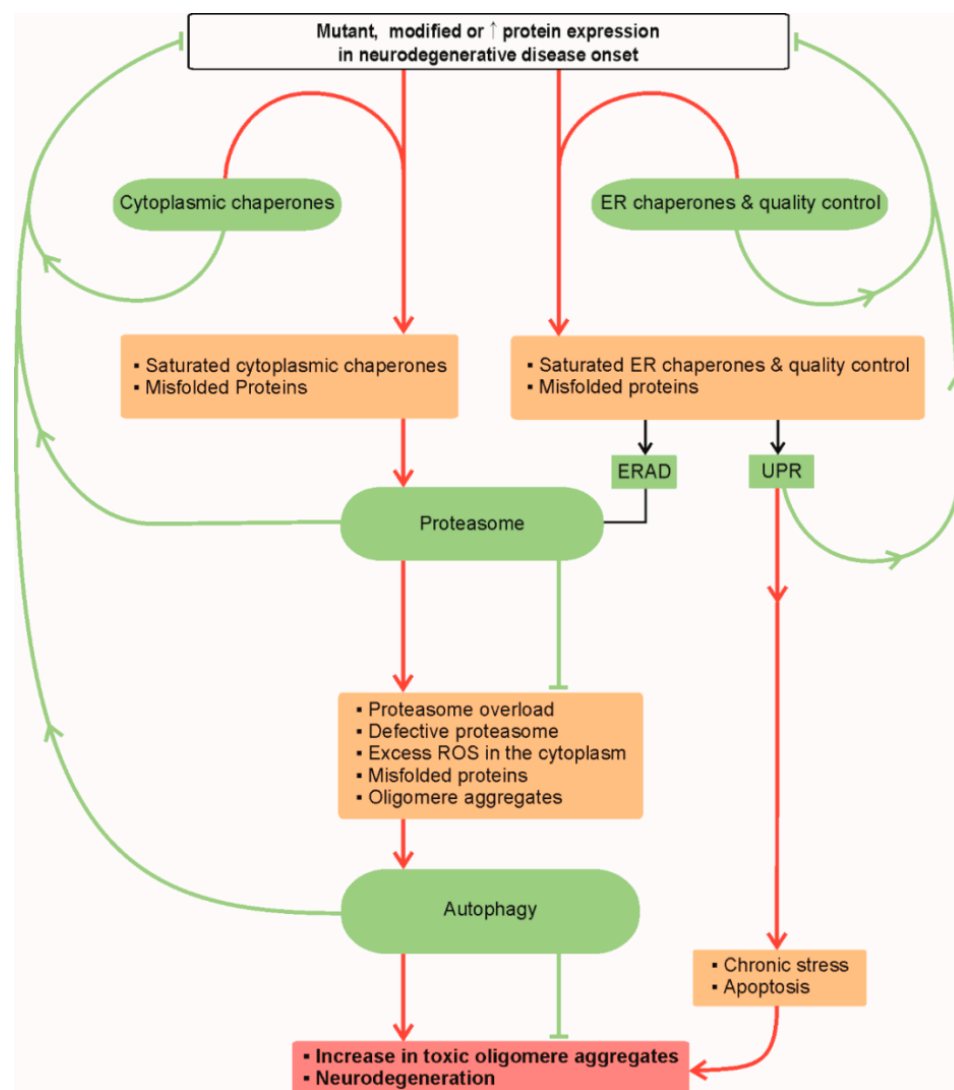 Mutant, modified or ↑ protein expression
in neurodegenerative disease onset
Cytoplasmic chaperones
ER chaperones & quality control
▪ Saturated cytoplasmic chaperones
▪ Misfolded Proteins
▪ Saturated ER chaperones & quality control
▪ Misfolded proteins
ERAD
UPR
Proteasome
▪ Proteasome overload
▪ Defective proteasome
▪ Excess ROS in the cytoplasm
▪ Misfolded proteins
▪ Oligomere aggregates
Autophagy
▪ Chronic stress
▪ Apoptosis
▪ Increase in toxic oligomere aggregates
▪ Neurodegeneration